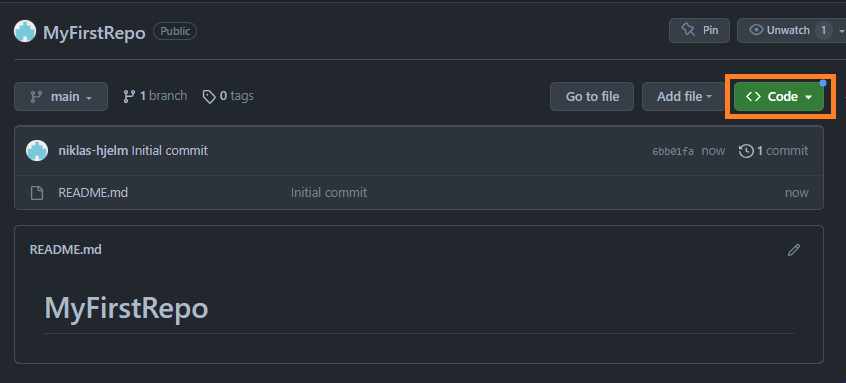 MyFirstRepo Public Pin Unwatch 1
main 1 branch 0 tags Go to file Add file <> Code
niklas-hjelm Initial commit 6bb01fa now 1 commit
README.md Initial commit now
README.md
MyFirstRepo